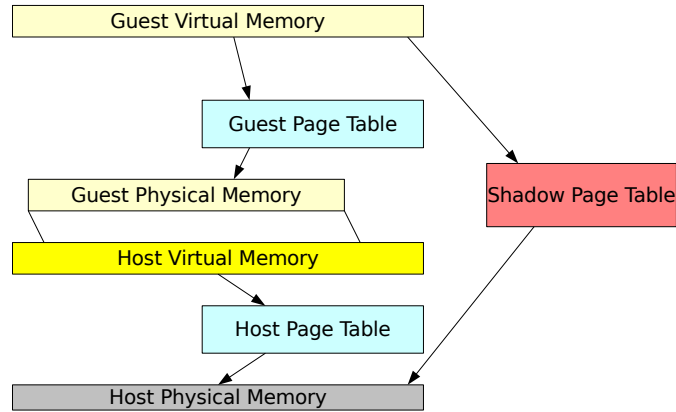 Guest Virtual Memory
Guest Page Table
Shadow Page Table
Guest Physical Memory
Host Virtual Memory
Host Page Table
Host Physical Memory